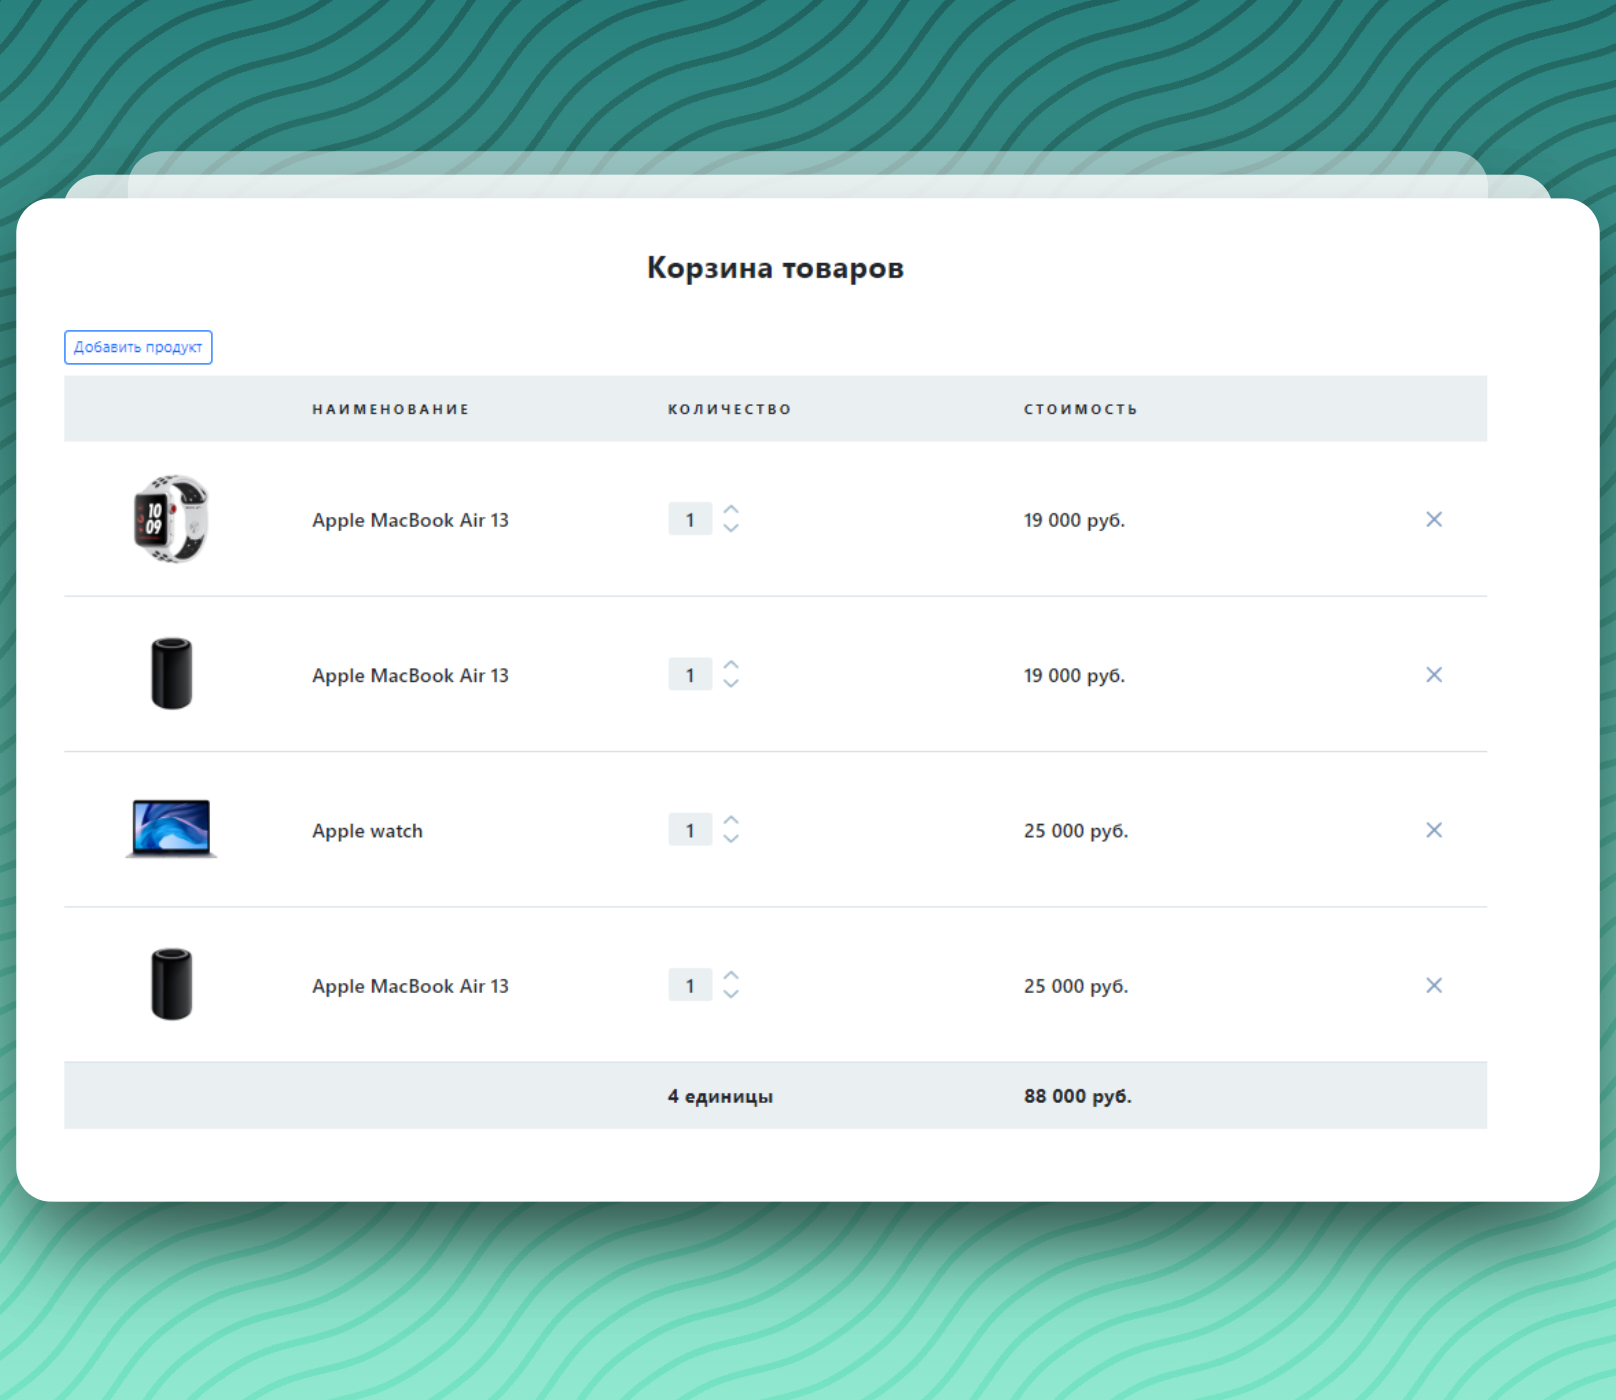 Корзина товаров
Добавить продукт
НАИМЕНОВАНИЕ КОЛИЧЕСТВО СТОИМОСТЬ
10
09
Apple MacBook Air 13 1 19 000 руб.
Apple MacBook Air 13 1 19 000 руб.
Apple watch 1 25 000 руб.
Apple MacBook Air 13 1 25 000 руб.
4 единицы 88 000 руб.